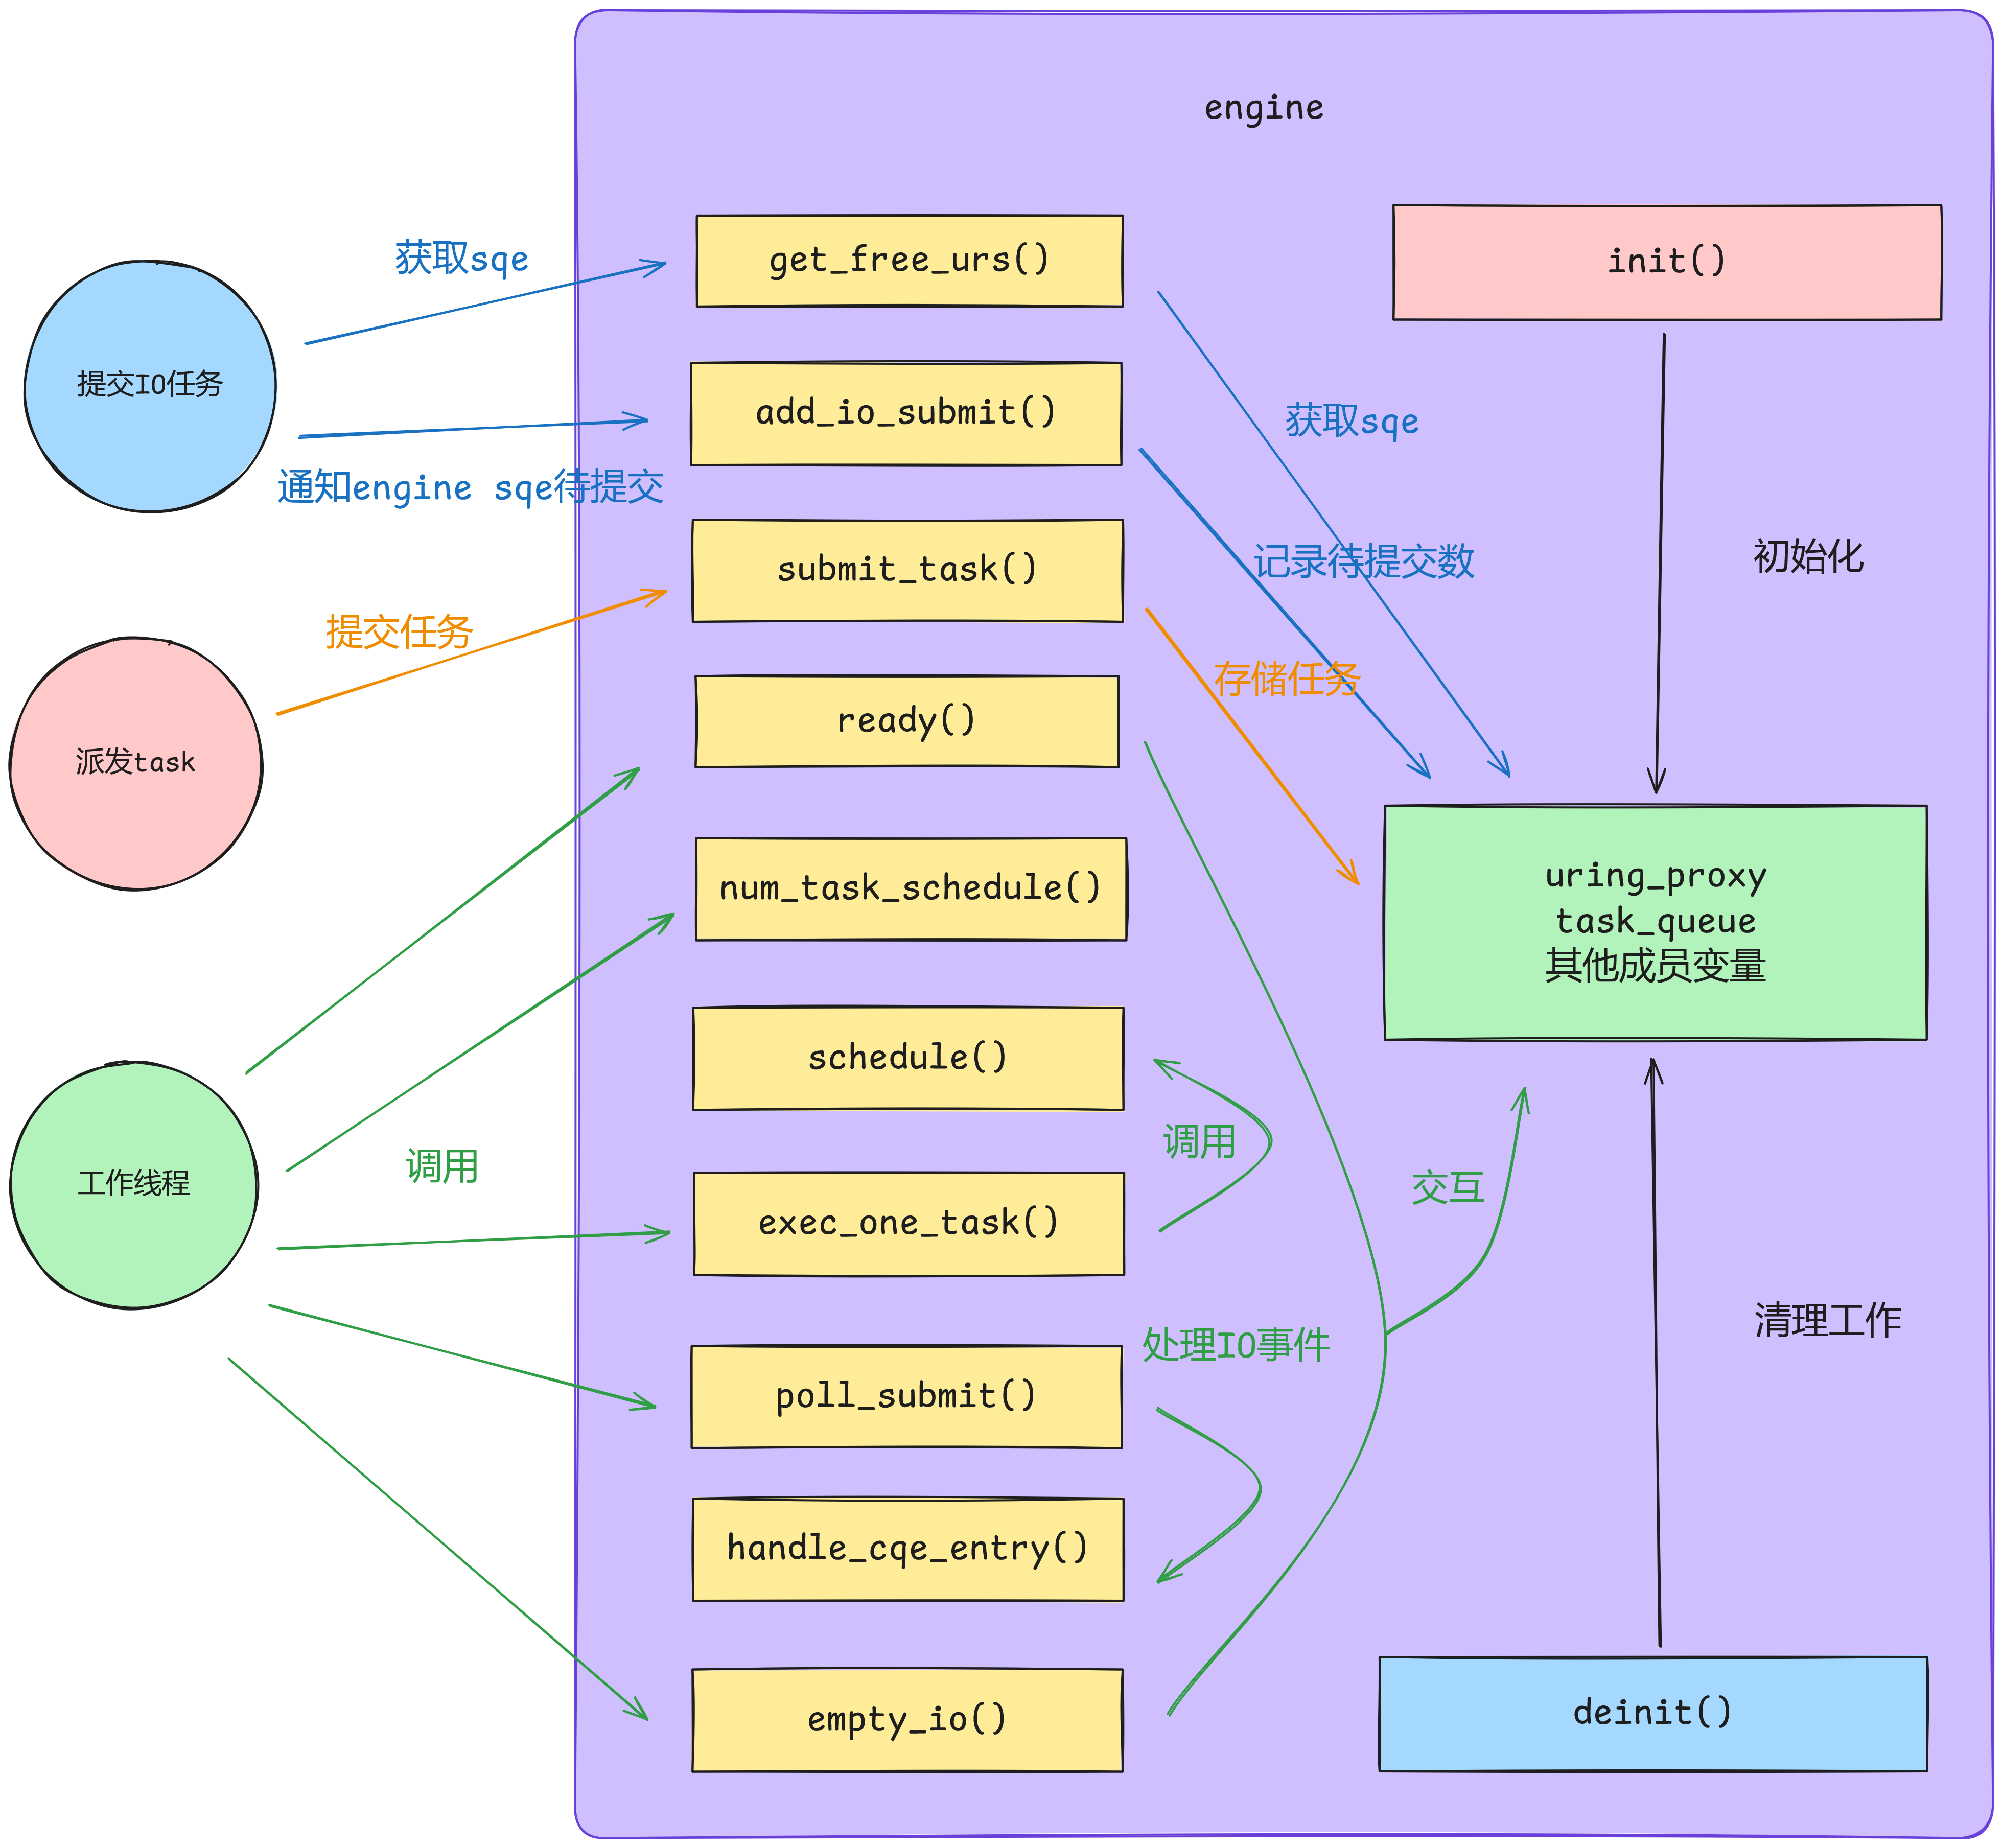 engine
get_free_urs()
init()
获取sqe
提交IO任务
add_io_submit()
获取sqe
通知engine sqe待提交
submit_task()
记录待提交数
初始化
提交任务
存储任务
ready()
派发task
num_task_schedule()
uring_proxy
task_queue
其他成员变量
schedule()
调用
工作线程
调用
交互
exec_one_task()
处理IO事件
清理工作
poll_submit()
handle_cqe_entry()
empty_io()
deinit()